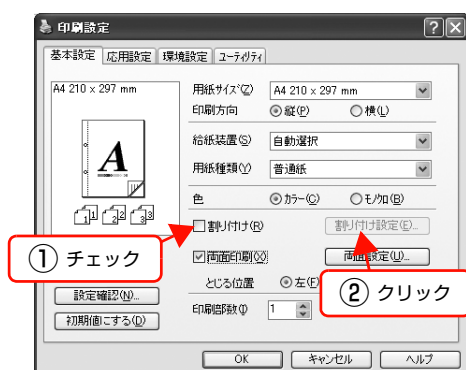 印刷設定
基本設定 応用設定 環境設定 ユーティリティ
A4 210 x 297 mm
用紙サイズ(Z) A4 210 x 297 mm
印刷方向 縦(P) 横(L)
給紙装置(S) 自動選択
用紙種類(Y) 普通紙
A
色 カラー(C) モノクロ(B)
1 1 2 2 3 3
割り付け(R) 割り付け設定(E)...
① チェック
両面印刷(X) 両面設定(U)...
とじる位置 左(F)
② クリック
設定確認(N)...
印刷部数(I) 1
初期値にする(D)
OK キャンセル ヘルプ